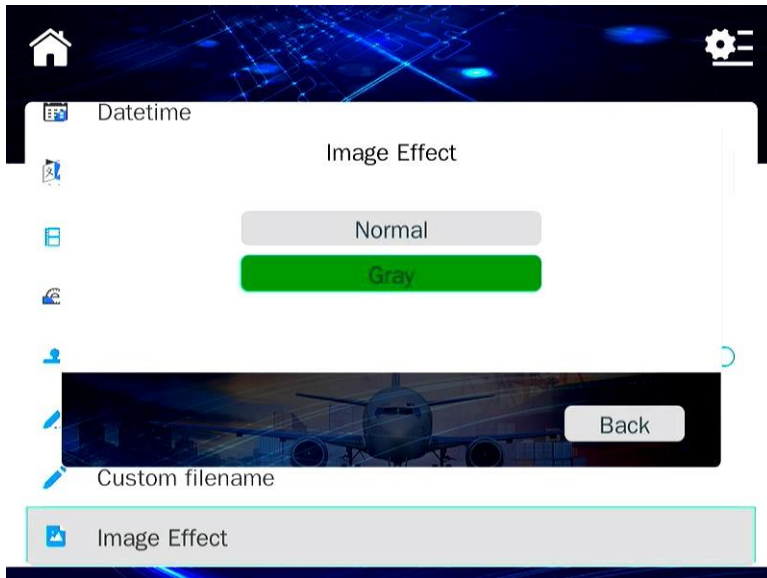 Datetime
Image Effect
Normal
Gray
Back
Custom filename
Image Effect